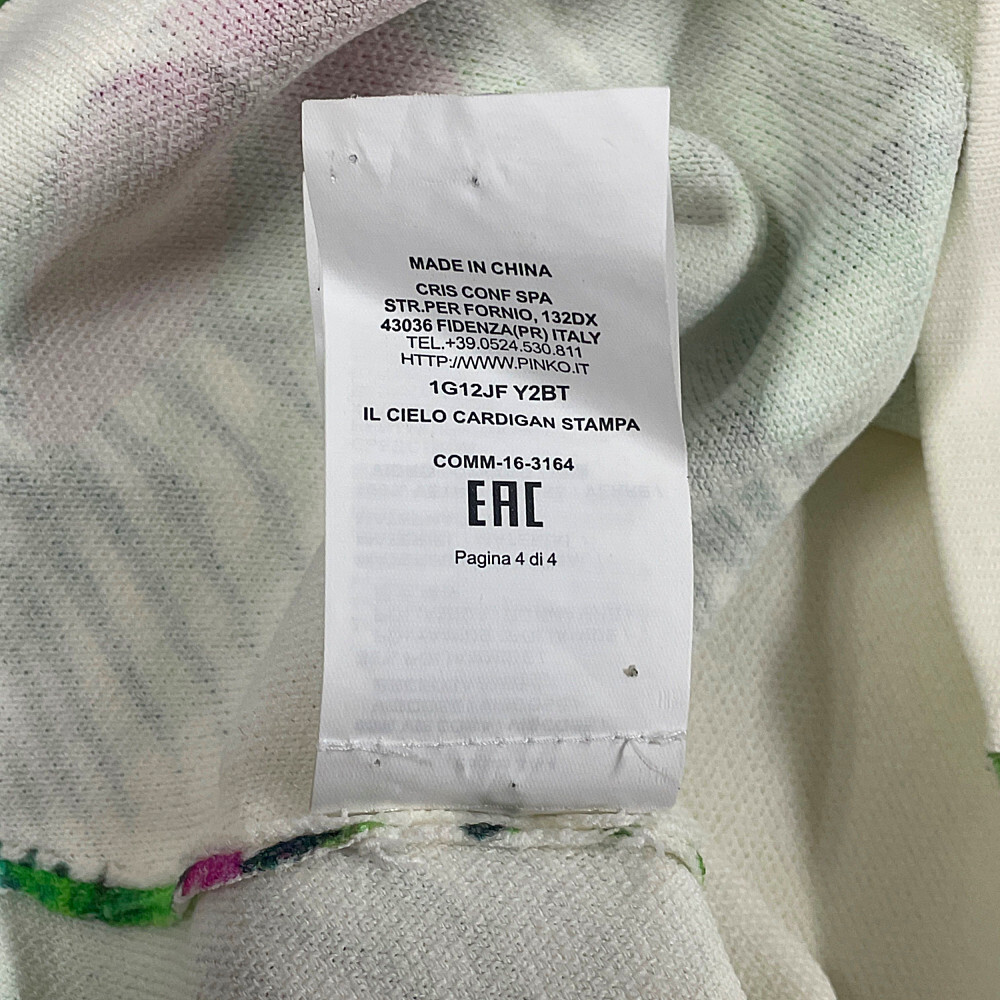 MADE IN CHINA
CRIS CONF SPA
STR.PER FORNIO, 132DX
43036 FIDENZA(PR) ITALY
TEL.+39.0524.530.811
HTTP://WWW.PINKO.IT
1G12JF Y2BT
IL CIELO CARDIGAN STAMPA
COMM-16-3164
EAC
Pagina 4 di 4